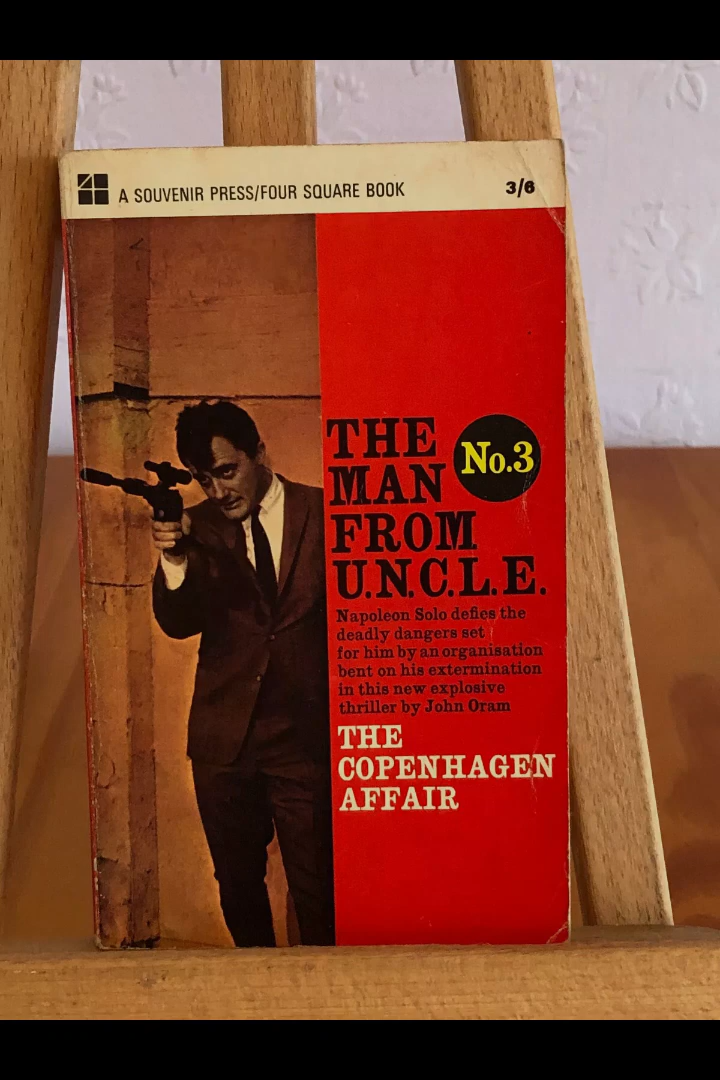 A SOUVENIR PRESS/FOUR SQUARE BOOK 3/6
THE
MAN
FROM
U.N.C.L.E.
No.3
Napoleon Solo defies the
deadly dangers set
for him by an organisation
bent on his extermination
in this new explosive
thriller by John Oram
THE
COPENHAGEN
AFFAIR